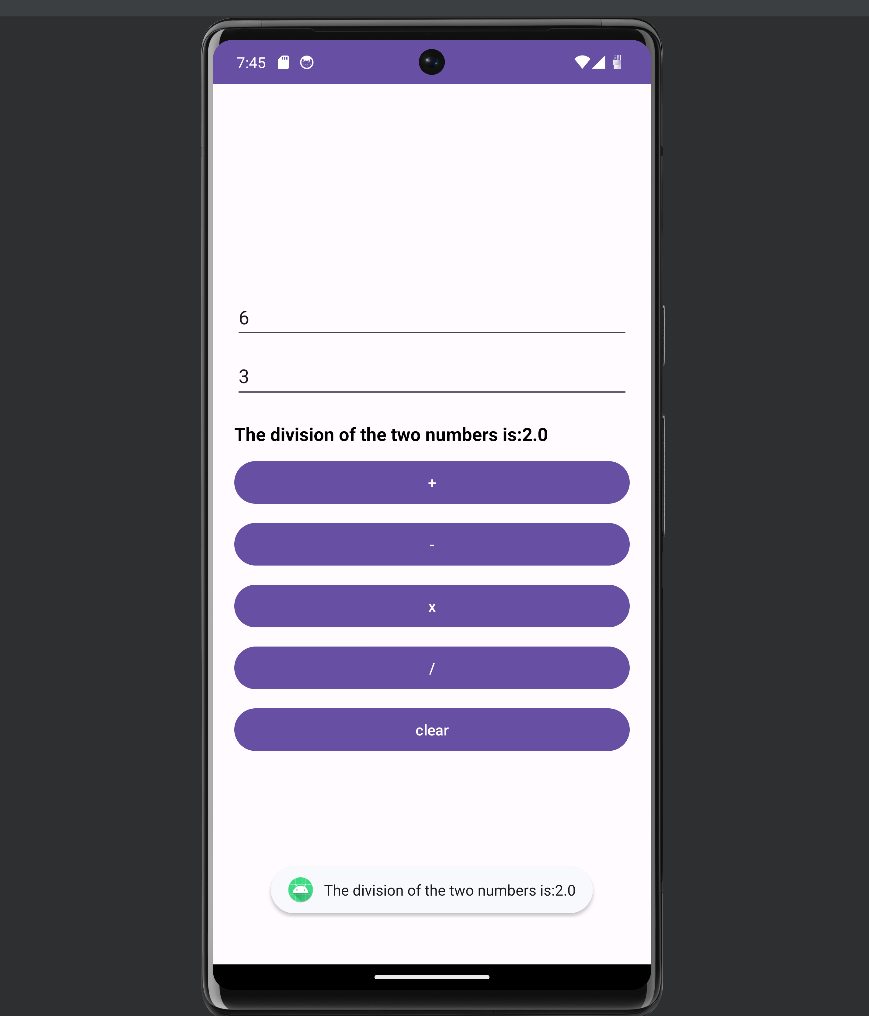 7:45
6
3
The division of the two numbers is:2.0
+
-
x
/
clear
The division of the two numbers is:2.0